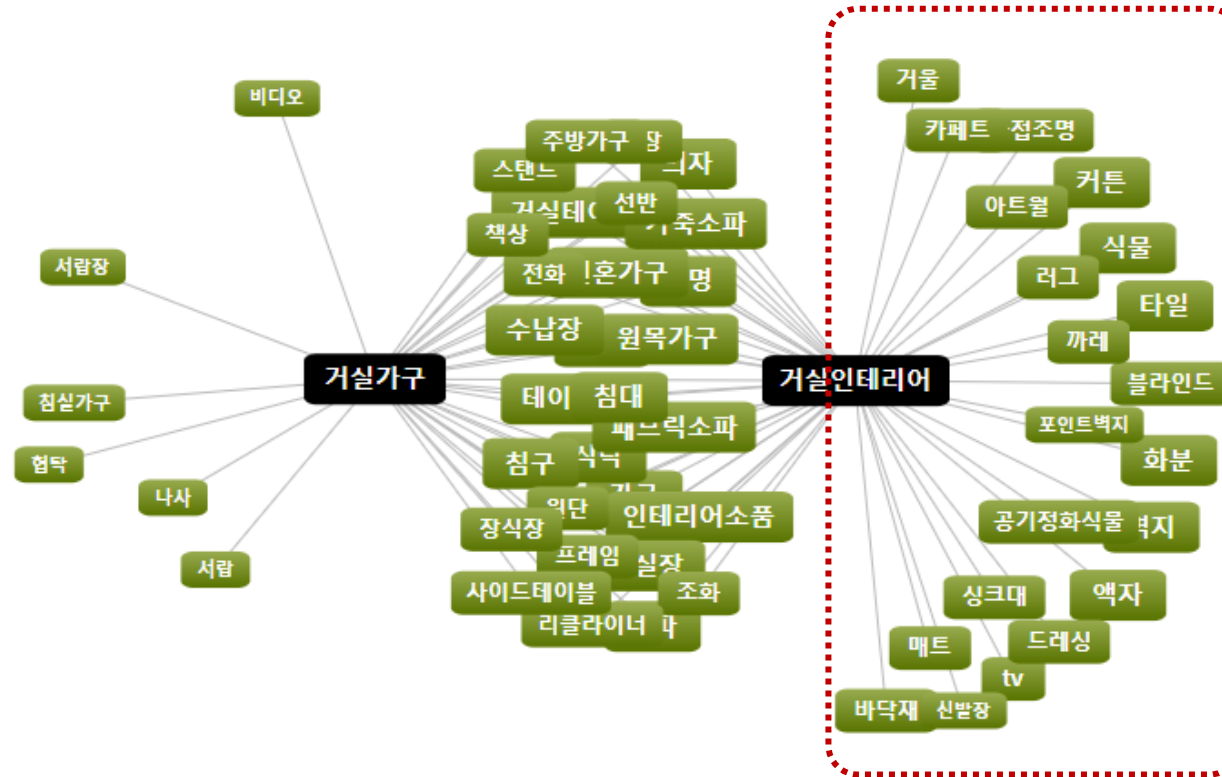 비디오
서랍장
침실가구
협탁
나사
서랍
거실가구
주방가구
스탠드
선반
책상
전화
수납장
원목가구
테이
침대
패브릭소파
침구
원단
인테리어소품
장식장
프레임
사이드테이블
조화
리클라이너
거실인테리어
거울
카페트
접조명
커튼
아트월
식물
러그
타일
까레
블라인드
포인트벽지
화분
공기정화식물
벽지
싱크대
액자
드레싱
매트
tv
바닥재
신발장